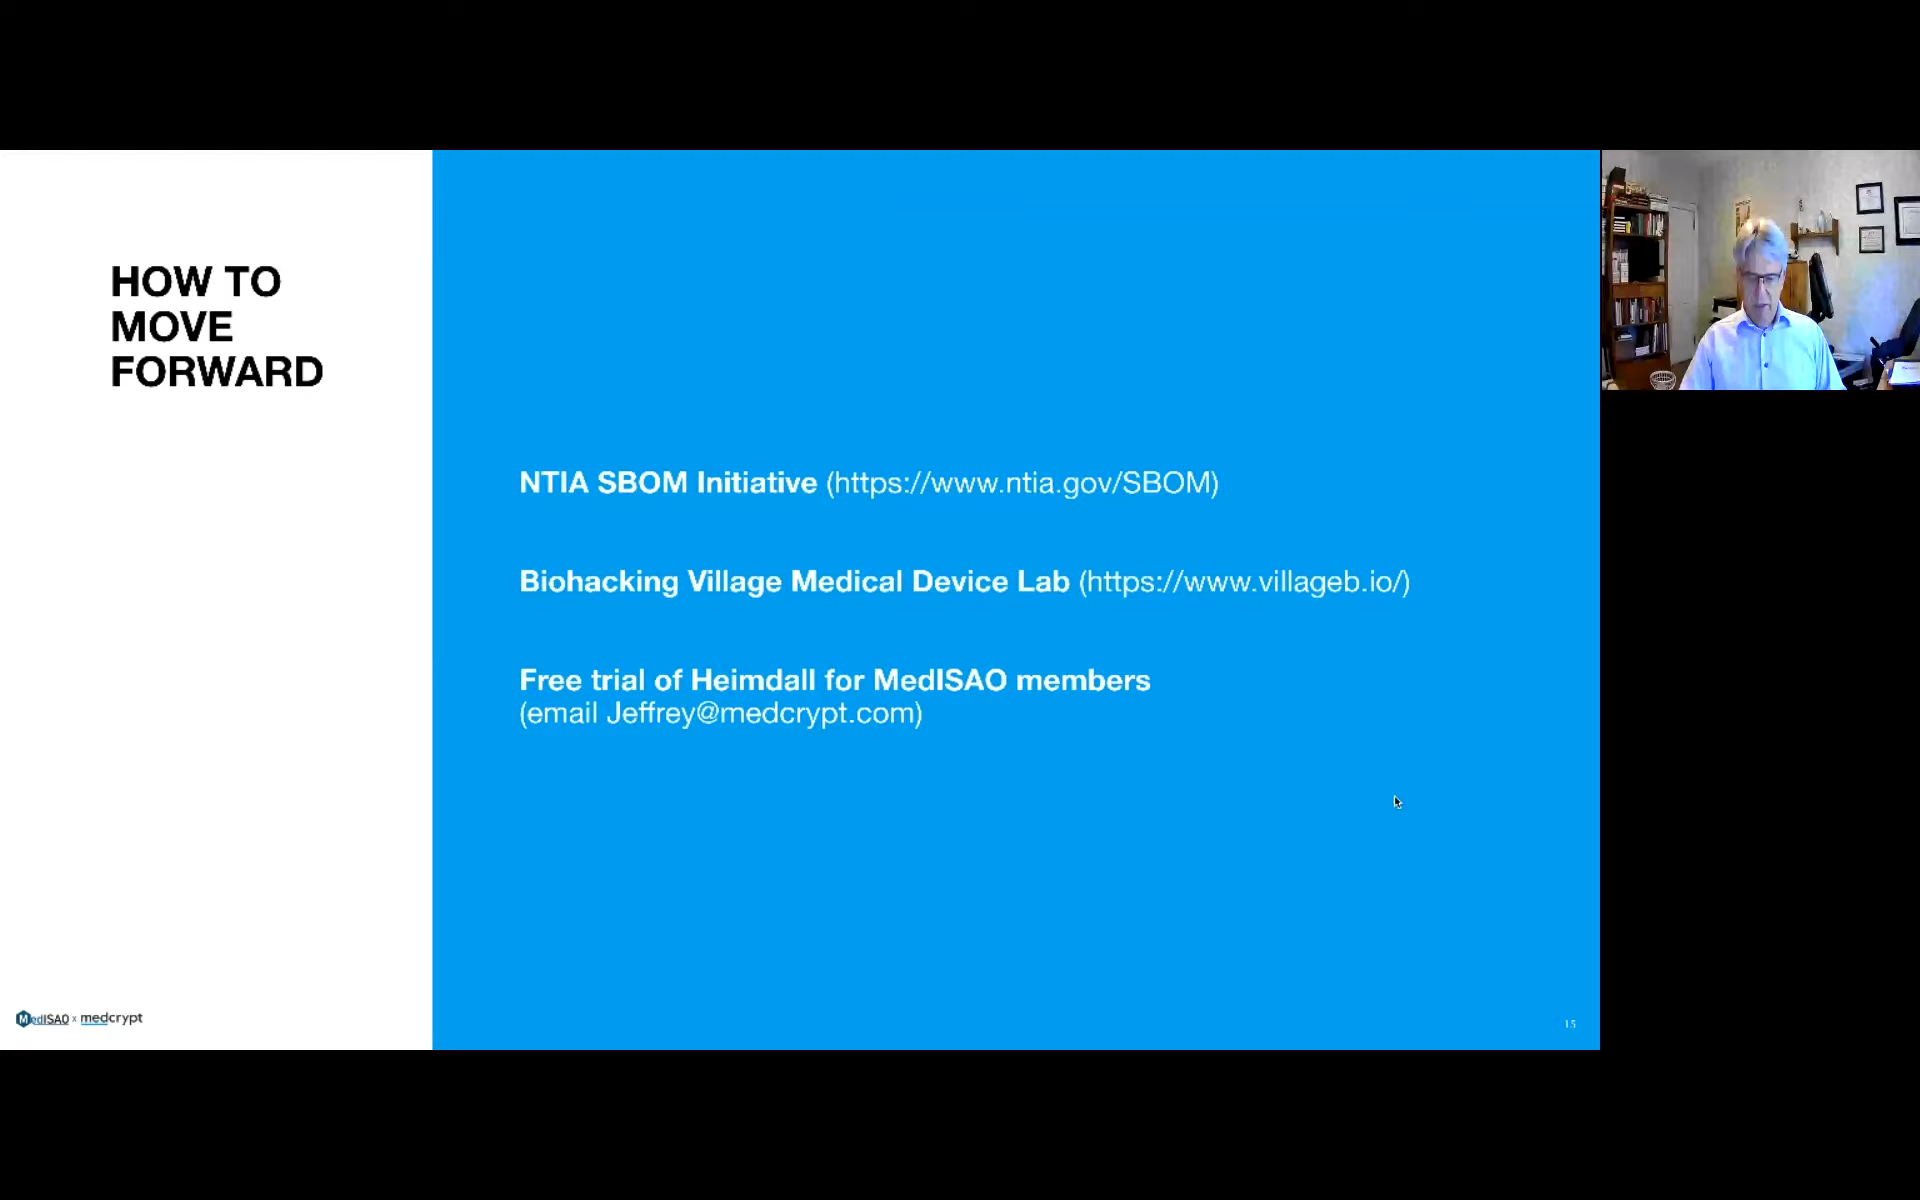 HOW TO
MOVE
FORWARD
NTIA SBOM Initiative (https://www.ntia.gov/SBOM)
Biohacking Village Medical Device Lab (https://www.villageb.io/)
Free trial of Heimdall for MedISAO members
(email Jeffrey@medcrypt.com)
MedISAO x medcrypt
15